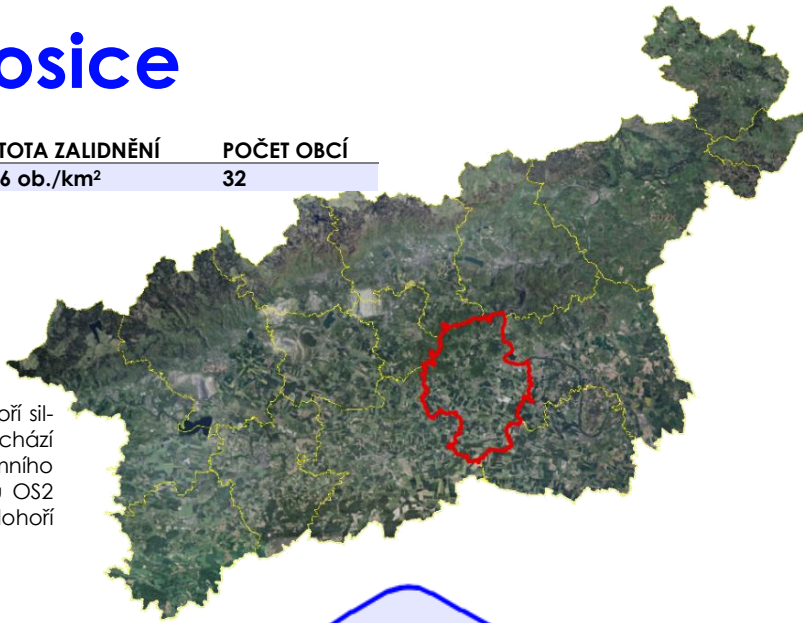 osice
TOTA ZALIDNĚNÍ POČET OBCÍ
6 ob./km² 32
oří sil-
chází
nního
OS2
lohoří